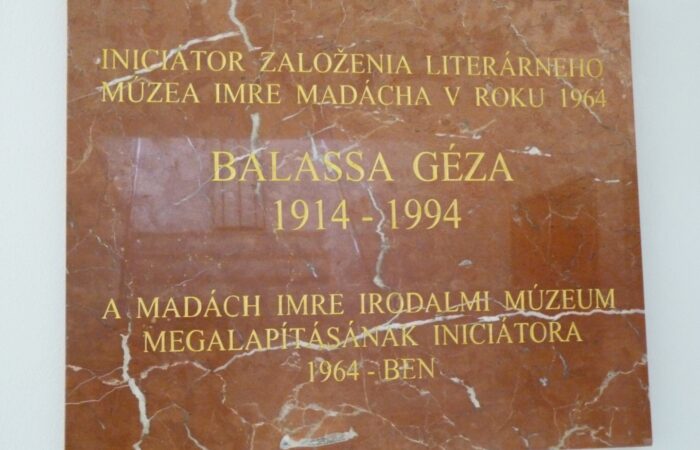 INICIÁTOR ZALOŽENIA LITERÁRNEHO
MÚZEA IMRE MADÁCHA V ROKU 1964
BALASSA GÉZA
1914 - 1994
A MADÁCH IMRE IRODALMI MÚZEUM
MEGALAPÍTÁSÁNAK INICIÁTORA
1964 - BEN